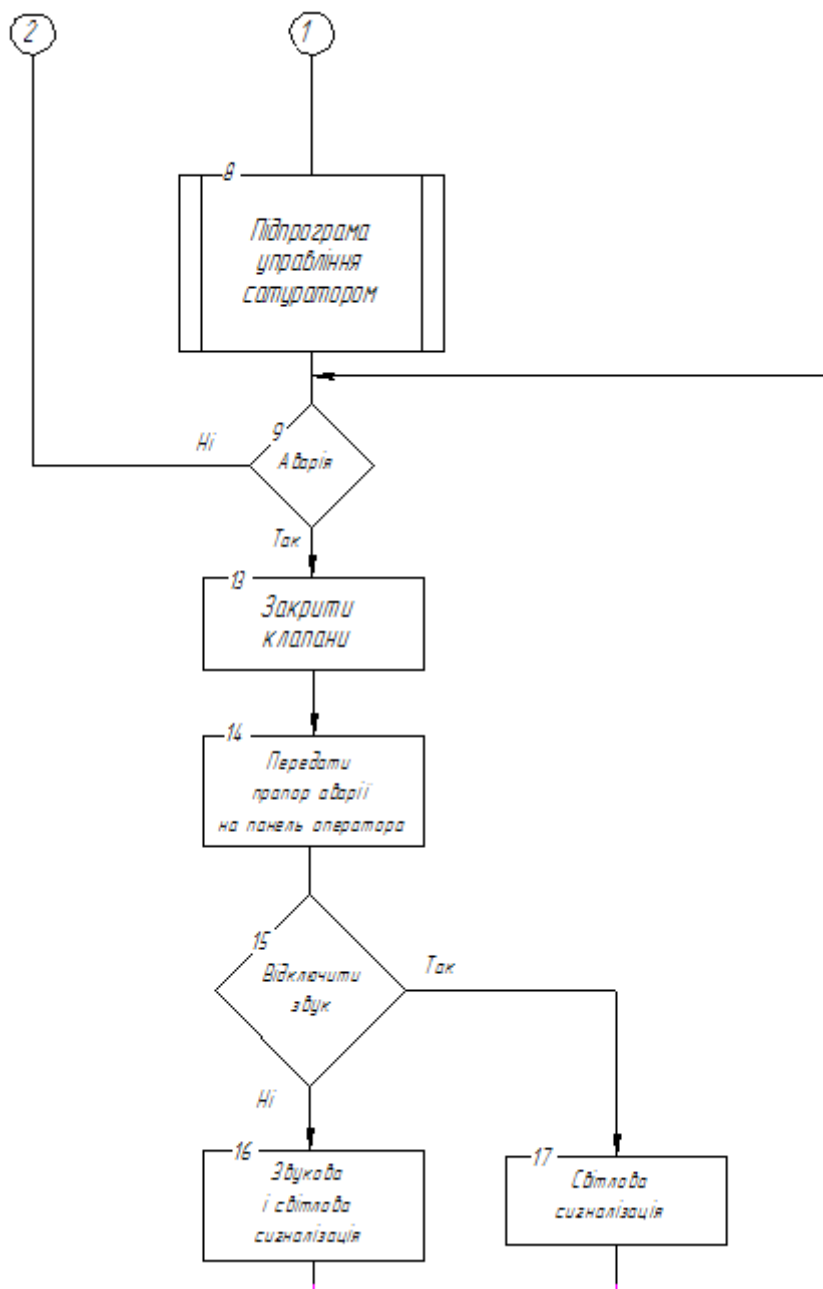 2
1
8
Підпрограма
управління
сатуратором
9
Ні
Аварія
Так
13
Закрити
клапани
14
Передати
прапор аварії
на панель оператора
15
Відключити
звук
Так
Ні
16
Звукова
і світлова
сигналізація
17
Світлова
сигналізація